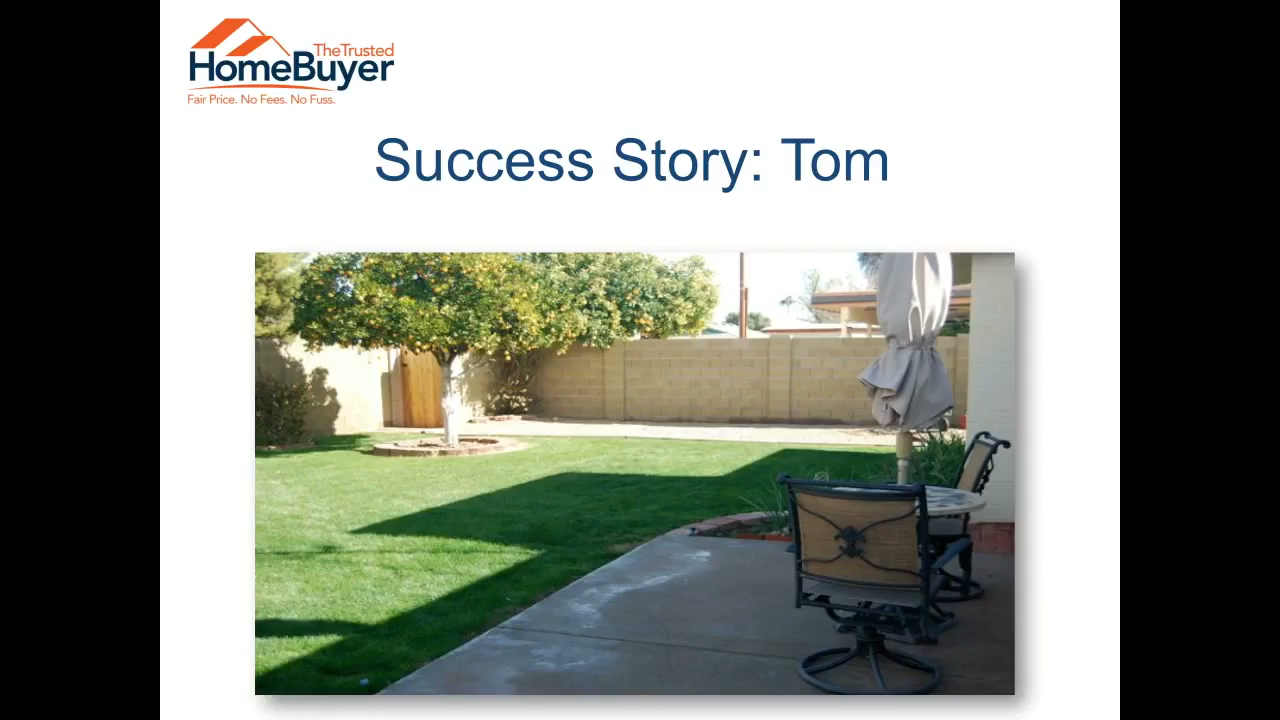 TheTrusted
HomeBuyer
Fair Price. No Fees. No Fuss.
Success Story: Tom